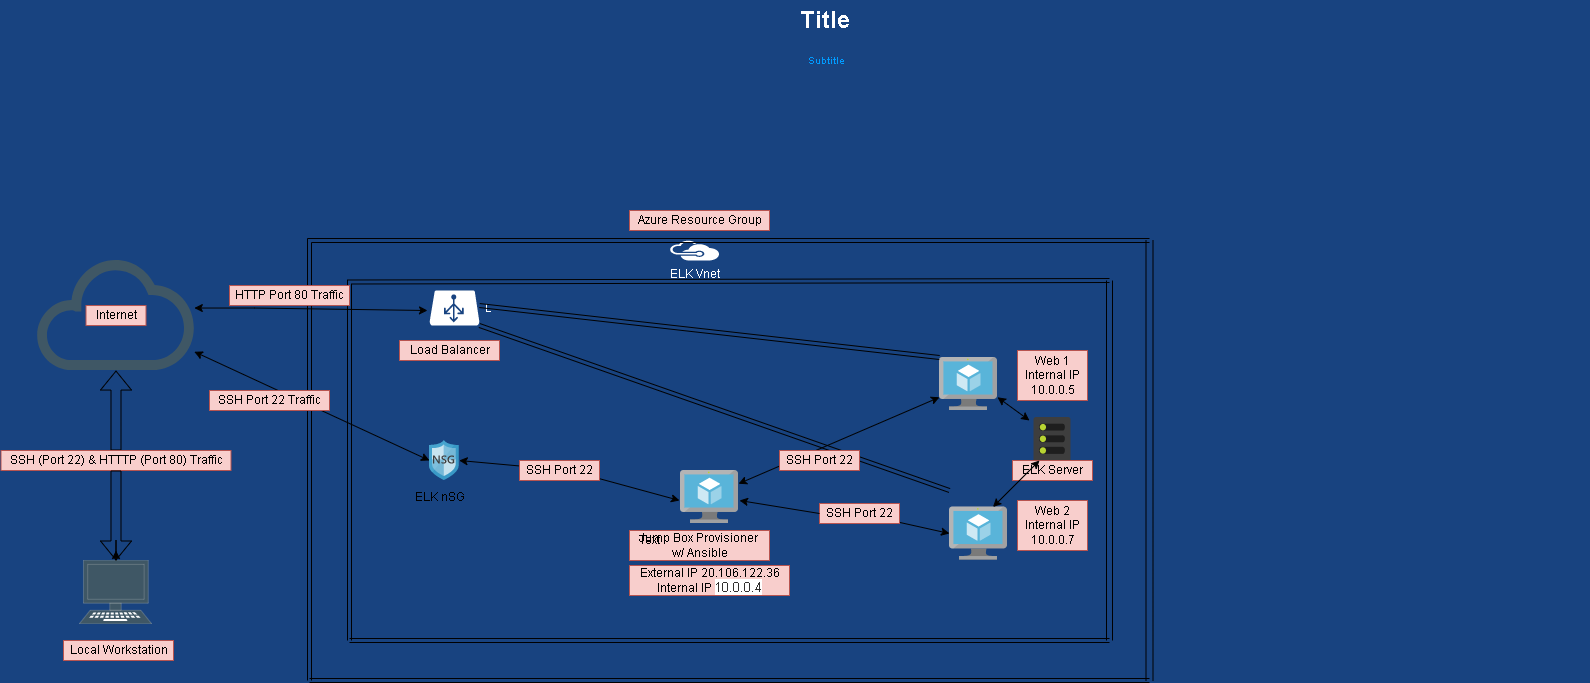 Title
Subtitle
Azure Resource Group
ELK Vnet
HTTP Port 80 Traffic
Internet
L
Load Balancer
Web 1
Internal IP
10.0.0.5
SSH Port 22 Traffic
SSH (Port 22) & HTTTP (Port 80) Traffic
NSG
ELK nSG
SSH Port 22
SSH Port 22
ELK Server
SSH Port 22
Web 2
Internal IP
10.0.0.7
Text
Jump Box Provisioner
w/ Ansible
External IP 20.106.122.36
Internal IP 10.0.0.4
Local Workstation